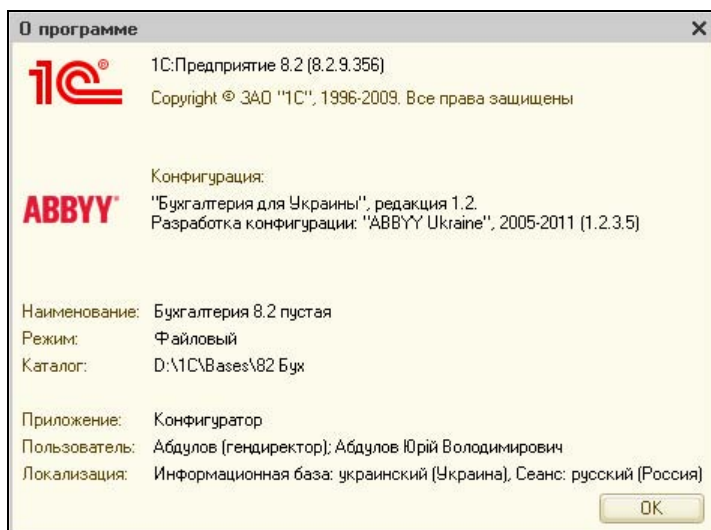 О программе
1С®
1С:Предприятие 8.2 (8.2.9.356)
Copyright © ЗАО "1С", 1996-2009. Все права защищены
Конфигурация:
ABBYY®
"Бухгалтерия для Украины", редакция 1.2.
Разработка конфигурации: "ABBYY Ukraine", 2005-2011 (1.2.3.5)
Наименование: Бухгалтерия 8.2 пустая
Режим: Файловый
Каталог: D:\1C\Bases\82 Бух
Приложение: Конфигуратор
Пользователь: Абдулов (гендиректор); Абдулов Юрій Володимирович
Локализация: Информационная база: украинский (Украина), Сеанс: русский (Россия)
OK